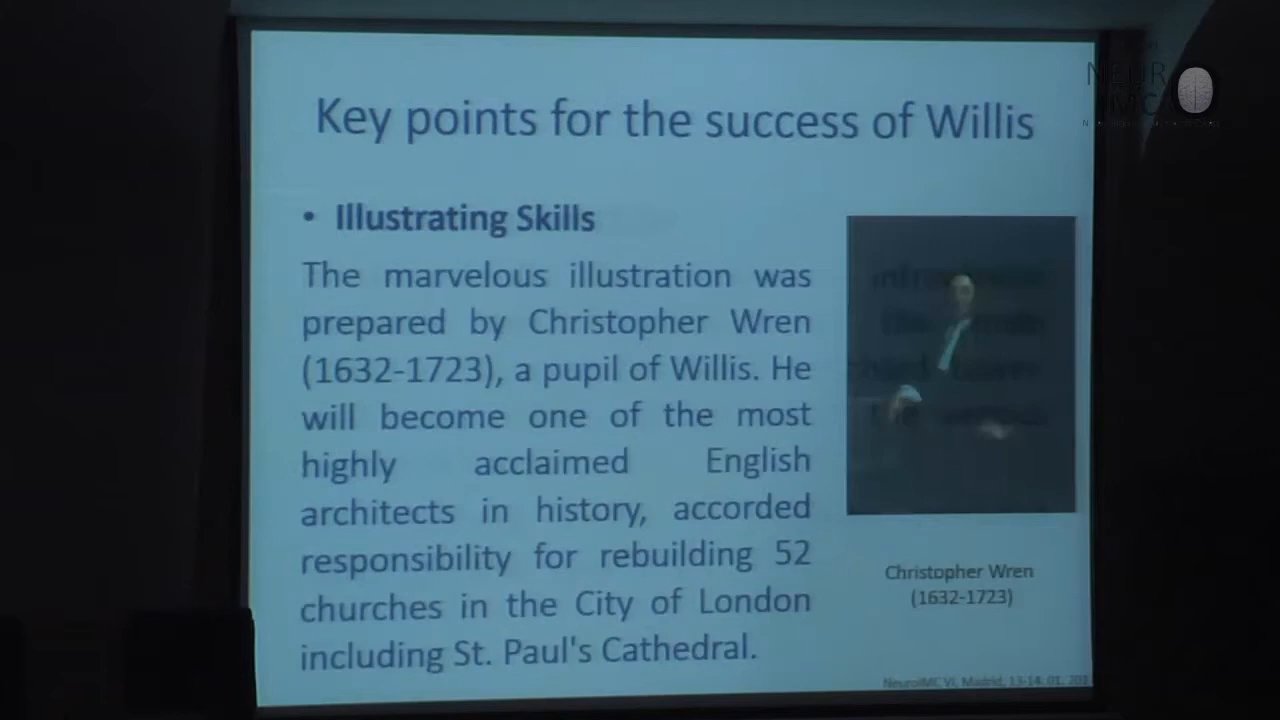 Key points for the success of Willis
• Illustrating Skills
The marvelous illustration was
prepared by Christopher Wren
(1632-1723), a pupil of Willis. He
will become one of the most
highly acclaimed English
architects in history, accorded
responsibility for rebuilding 52
churches in the City of London
including St. Paul's Cathedral.
Christopher Wren
(1632-1723)
NeuroIMC VI, Madrid, 13-14. 01,